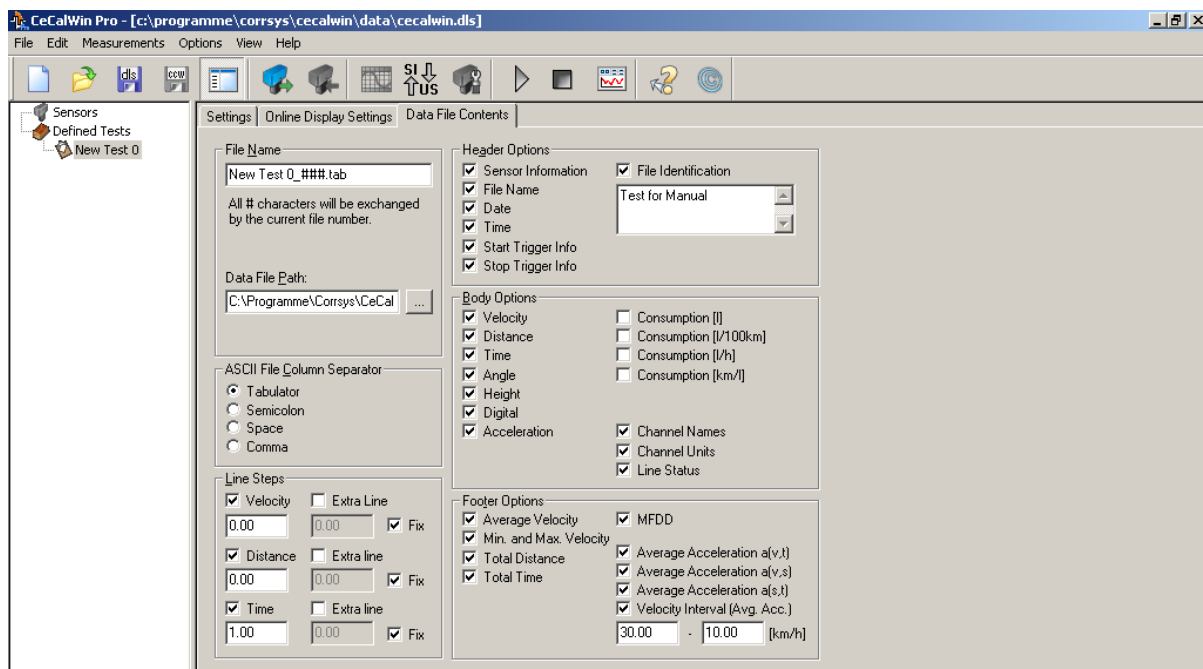 CeCalWin Pro - [c:\programme\corrsys\cecalwin\data\cecalwin.dls]
File Edit Measurements Options View Help
dls
ccw
SI
US
Sensors
Defined Tests
New Test 0
Settings
Online Display Settings
Data File Contents
File Name
New Test 0_###.tab
All # characters will be exchanged
by the current file number.
Data File Path:
C:\Programme\Corrsys\CeCal
...
ASCII File Column Separator
Tabulator
Semicolon
Space
Comma
Line Steps
Velocity Extra Line
0.00 0.00 Fix
Distance Extra line
0.00 0.00 Fix
Time Extra line
1.00 0.00 Fix
Header Options
Sensor Information
File Name
Date
Time
Start Trigger Info
Stop Trigger Info
File Identification
Test for Manual
Body Options
Velocity
Distance
Time
Angle
Height
Digital
Acceleration
Consumption [l]
Consumption [l/100km]
Consumption [l/h]
Consumption [km/l]
Channel Names
Channel Units
Line Status
Footer Options
Average Velocity
Min. and Max. Velocity
Total Distance
Total Time
MFDD
Average Acceleration a(v,t)
Average Acceleration a(v,s)
Average Acceleration a(s,t)
Velocity Interval (Avg. Acc.)
30.00 - 10.00 [km/h]